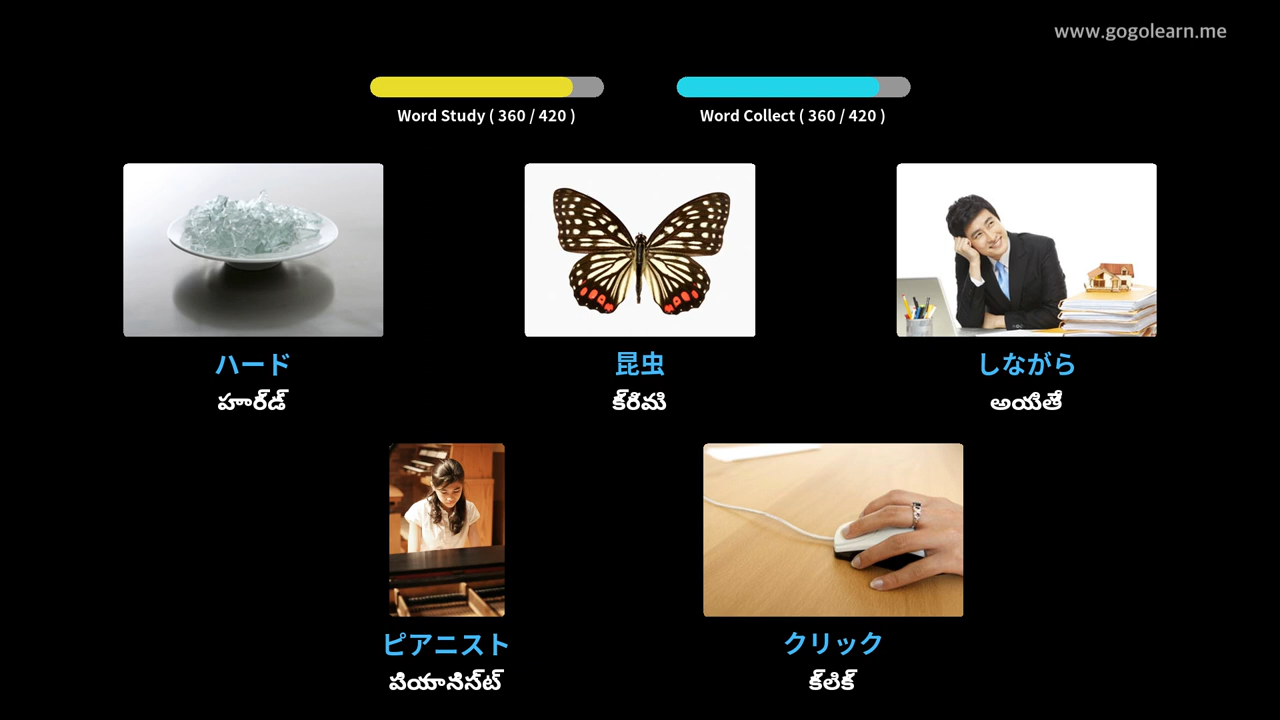 www.gogolearn.me
Word Study ( 360 / 420 )
Word Collect ( 360 / 420 )
ハード
昆虫
しながら
హార్డ్
క్రిమి
అయితే
ピアニスト
クリック
పియానిస్ట్
క్లిక్